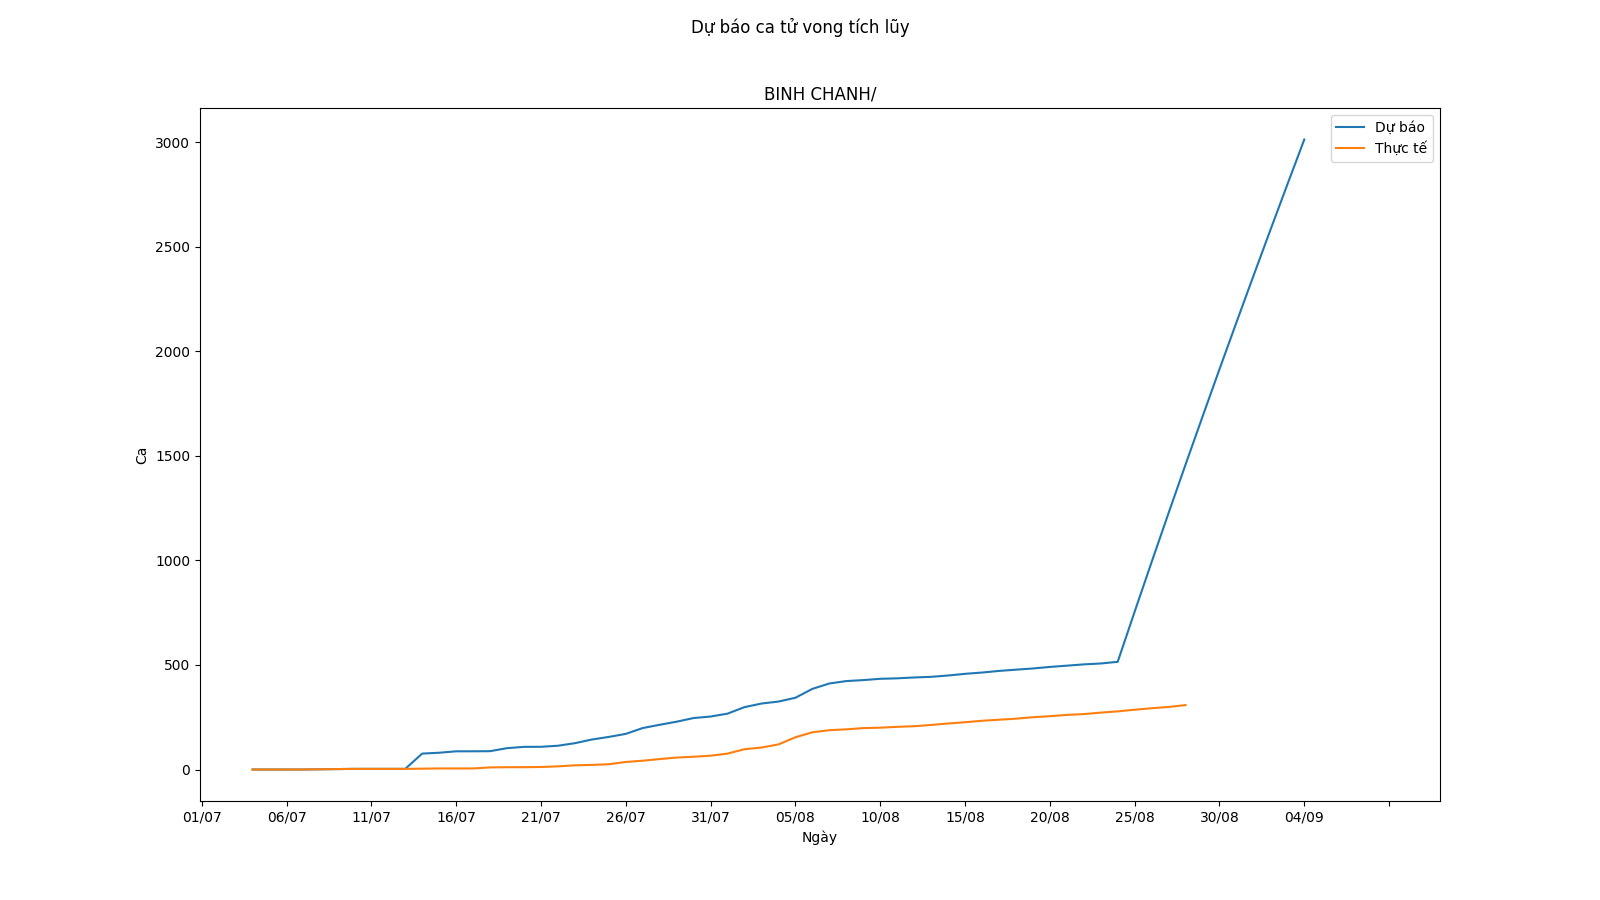 Dự báo ca tử vong tích lũy
BINH CHANH/
Dự báo
Thực tế
3000
2500
2000
1500
1000
500
0
Ca
01/07 06/07 11/07 16/07 21/07 26/07 31/07 05/08 10/08 15/08 20/08 25/08 30/08 04/09
Ngày